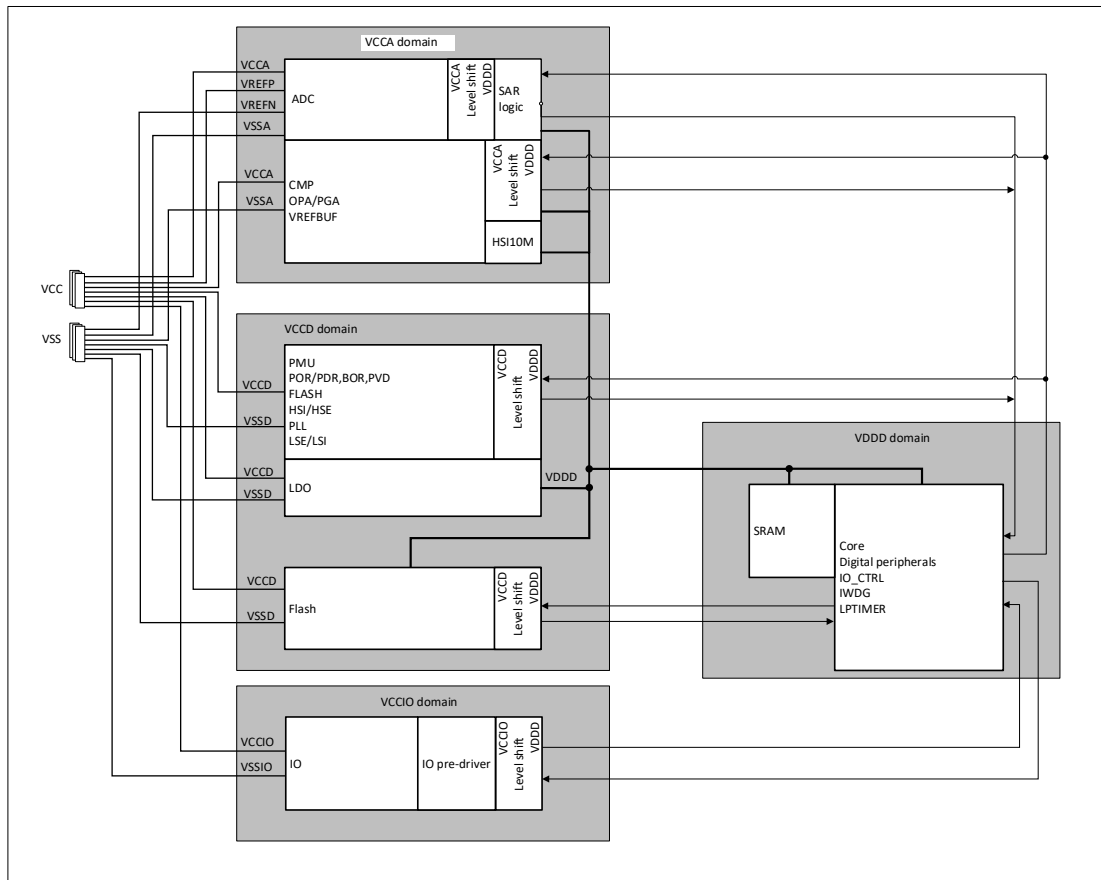 VCCA domain
VCCA
VREFP
VREFN
VSSA
ADC
VCCA
Level shift
VDDD
SAR
logic
VCCA
VSSA
CMP
OPA/PGA
VREFBUF
VCCA
Level shift
VDDD
HSI10M
VCC
VSS
VCCD domain
VCCD
VSSD
PMU
POR/PDR,BOR,PVD
FLASH
HSI/HSE
PLL
LSE/LSI
VCCD
Level shift
VDDD
VCCD
VSSD
LDO
VDDD
VCCD
VSSD
Flash
VCCD
Level shift
VDDD
VDDD domain
SRAM
Core
Digital peripherals
IO_CTRL
IWDG
LPTIMER
VCCIO domain
VCCIO
VSSIO
IO
IO pre-driver
VCCIO
Level shift
VDDD